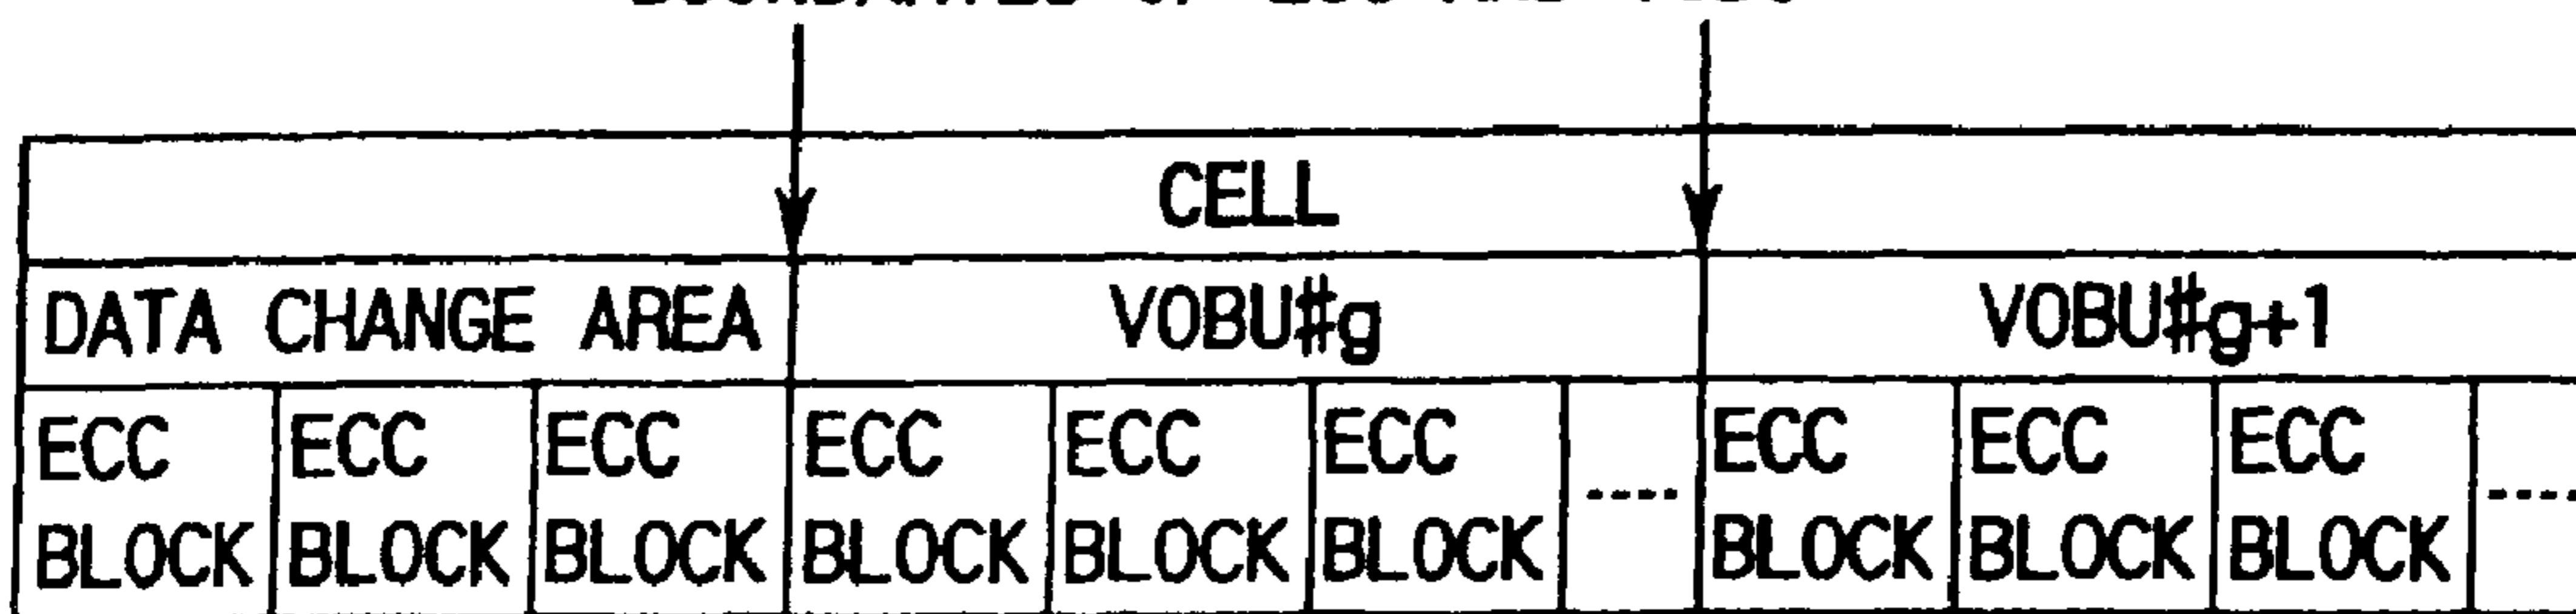 CELL
DATA CHANGE AREA VOBU#g VOBU#g+1
ECC ECC ECC ECC ECC ECC ECC ECC ECC
BLOCK BLOCK BLOCK BLOCK BLOCK BLOCK ---- BLOCK BLOCK BLOCK ----